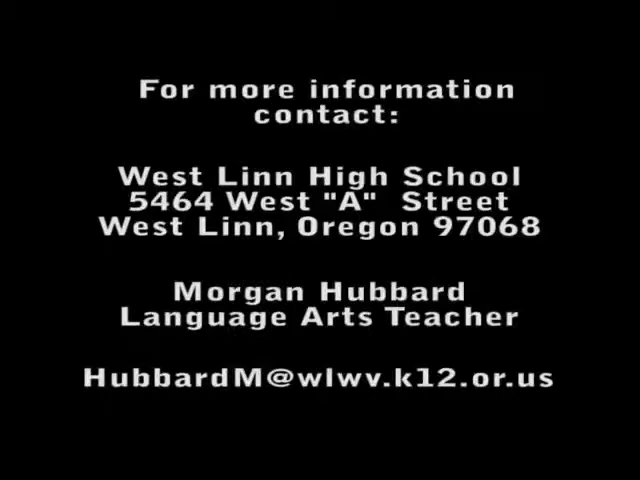 For more information
contact:
West Linn High School
5464 West "A"  Street
West Linn, Oregon 97068
Morgan Hubbard
Language Arts Teacher
HubbardM@wlwv.k12.or.us